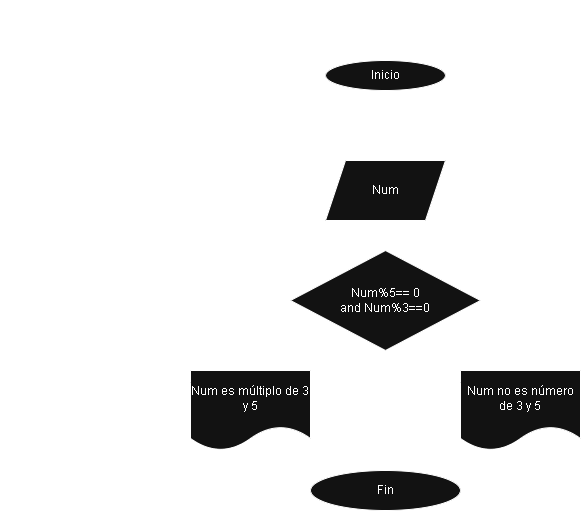 Inicio
Num
Num%5== 0
and Num%3==0
Num es múltiplo de 3
y 5
Num no es número
de 3 y 5
Fin